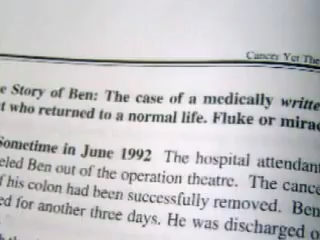 Cancer Yet The
e Story of Ben: The case of a medically writte
t who returned to a normal life. Fluke or mirac
Sometime in June 1992 The hospital attendant
eled Ben out of the operation theatre. The cance
f his colon had been successfully removed. Ben
ed for another three days. He was discharged o